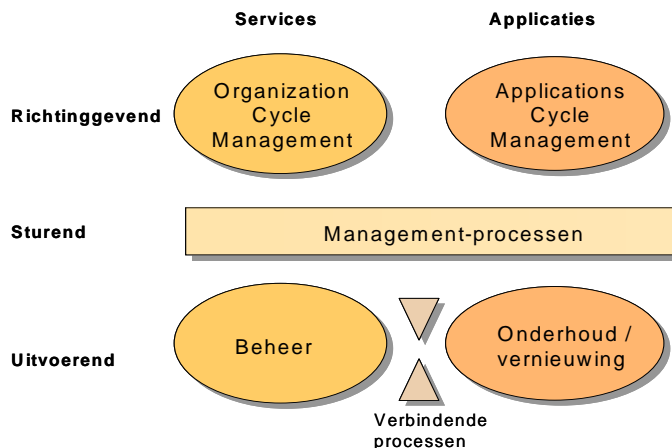 Services
Applicaties
Richtinggevend
Organization
Cycle
Management
Applications
Cycle
Management
Sturend
Management-processen
Uitvoerend
Beheer
Onderhoud /
vernieuwing
Verbindende
processen